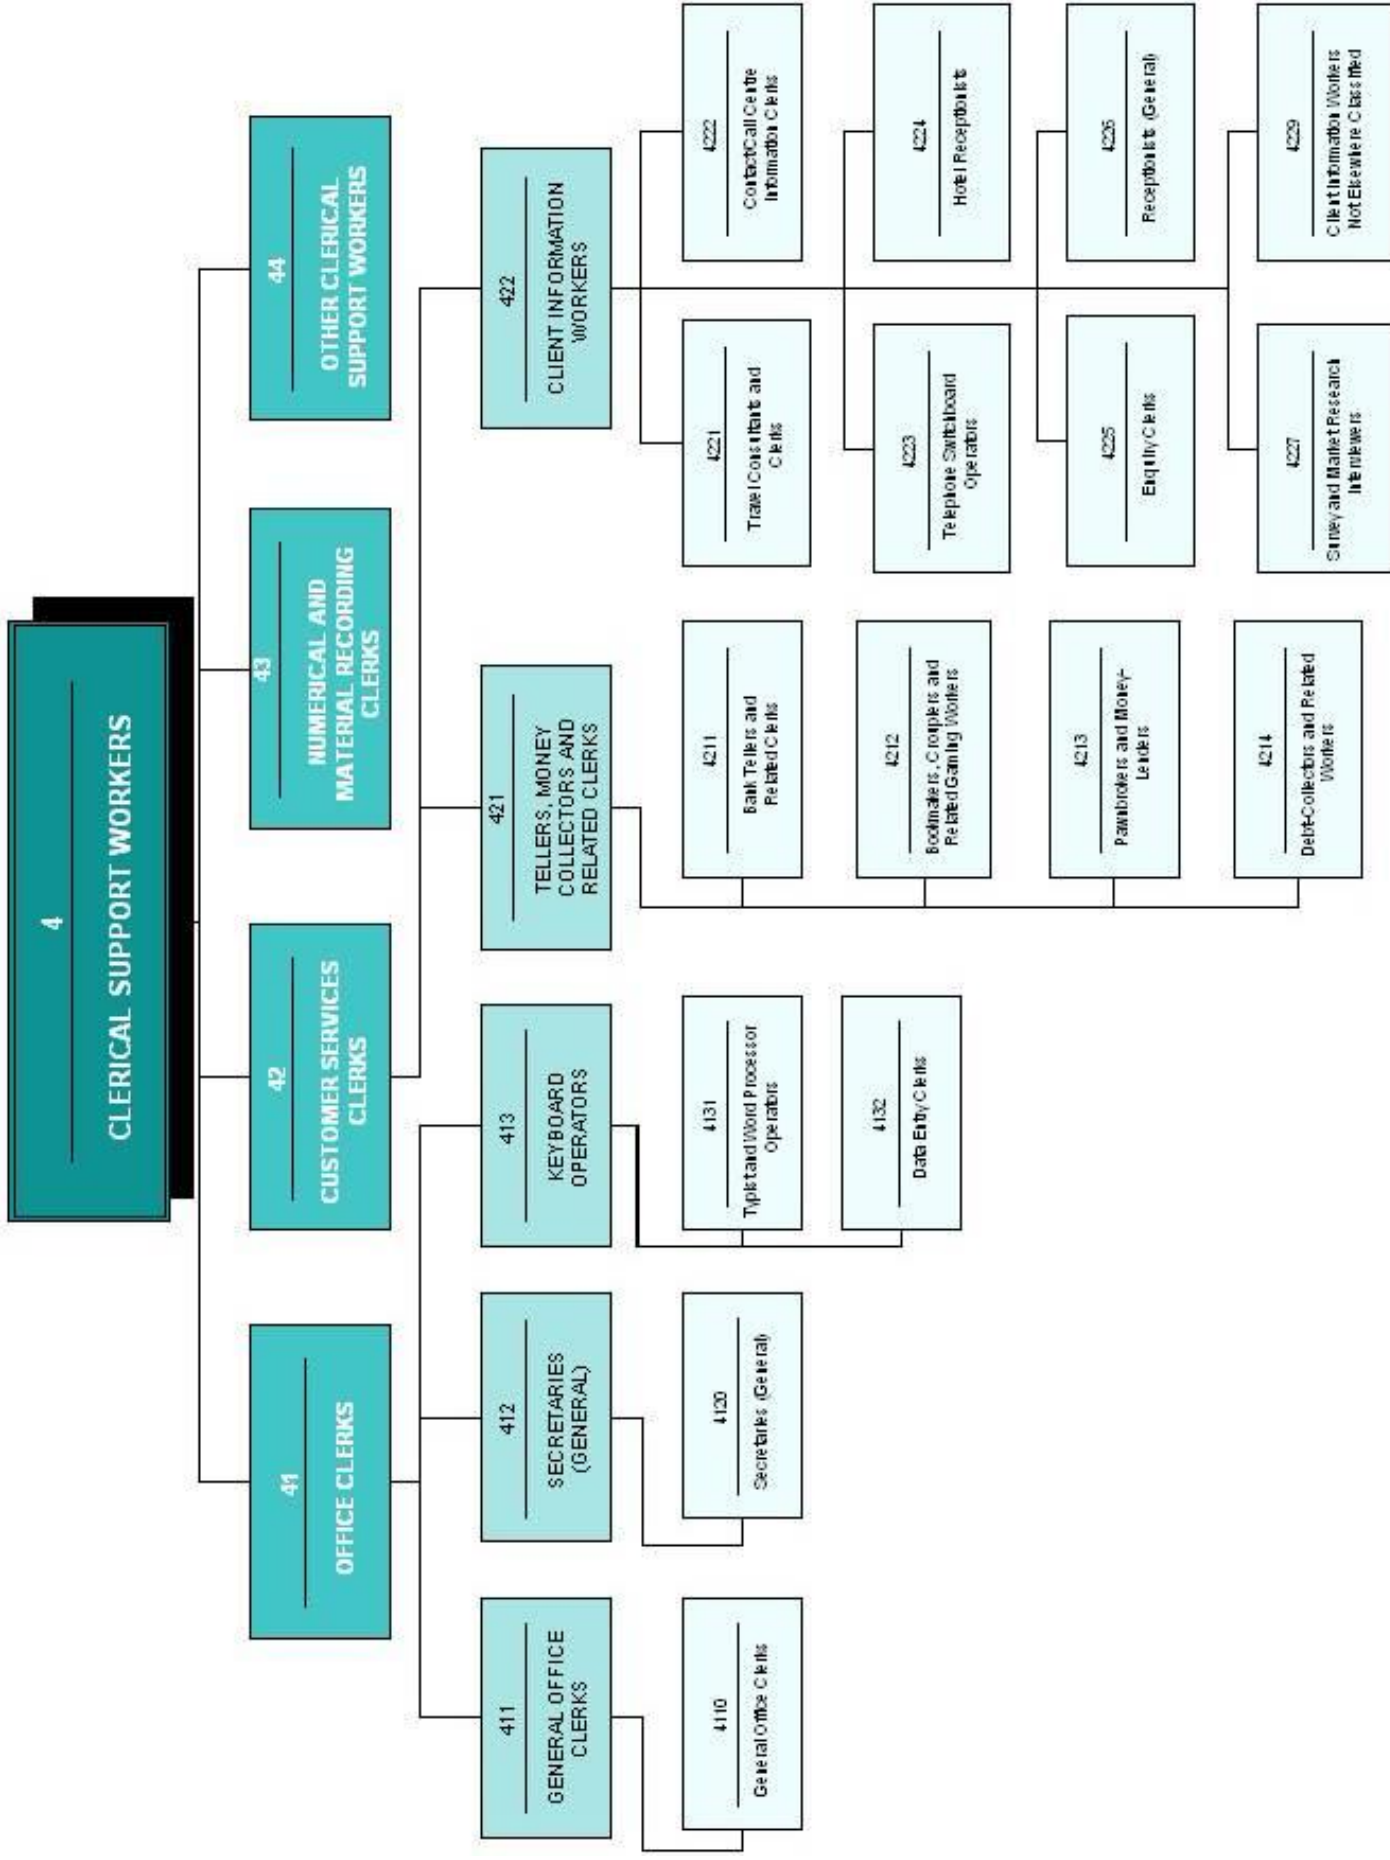 4
CLERICAL SUPPORT WORKERS
41
OFFICE CLERKS
42
CUSTOMER SERVICES
CLERKS
43
NUMERICAL AND
MATERIAL RECORDING
CLERKS
44
OTHER CLERICAL
SUPPORT WORKERS
411
GENERAL OFFICE
CLERKS
412
SECRETARIES
(GENERAL)
413
KEYBOARD
OPERATORS
421
TELLERS, MONEY
COLLECTORS AND
RELATED CLERKS
422
CLIENT INFORMATION
WORKERS
4110
General Office Clerks
4120
Secretaries (General)
4131
Typist and Word Processor
Operators
4132
Data Entry Clerks
4211
Bank Tellers and
Related Clerks
4212
Bookmakers, Croupiers and
Related Gaming Workers
4213
Pawnbrokers and Money-
Lenders
4214
Debt-Collectors and Related
Workers
4221
Travel Consultants and
Clerks
4222
Contact/Call Centre
Information Clerks
4223
Telephone Switchboard
Operators
4224
Hotel Receptionists
4225
Enquiry Clerks
4226
Receptionists (General)
4227
Survey and Market Research
Interviewers
4229
Client Information Workers
Not Elsewhere Classified